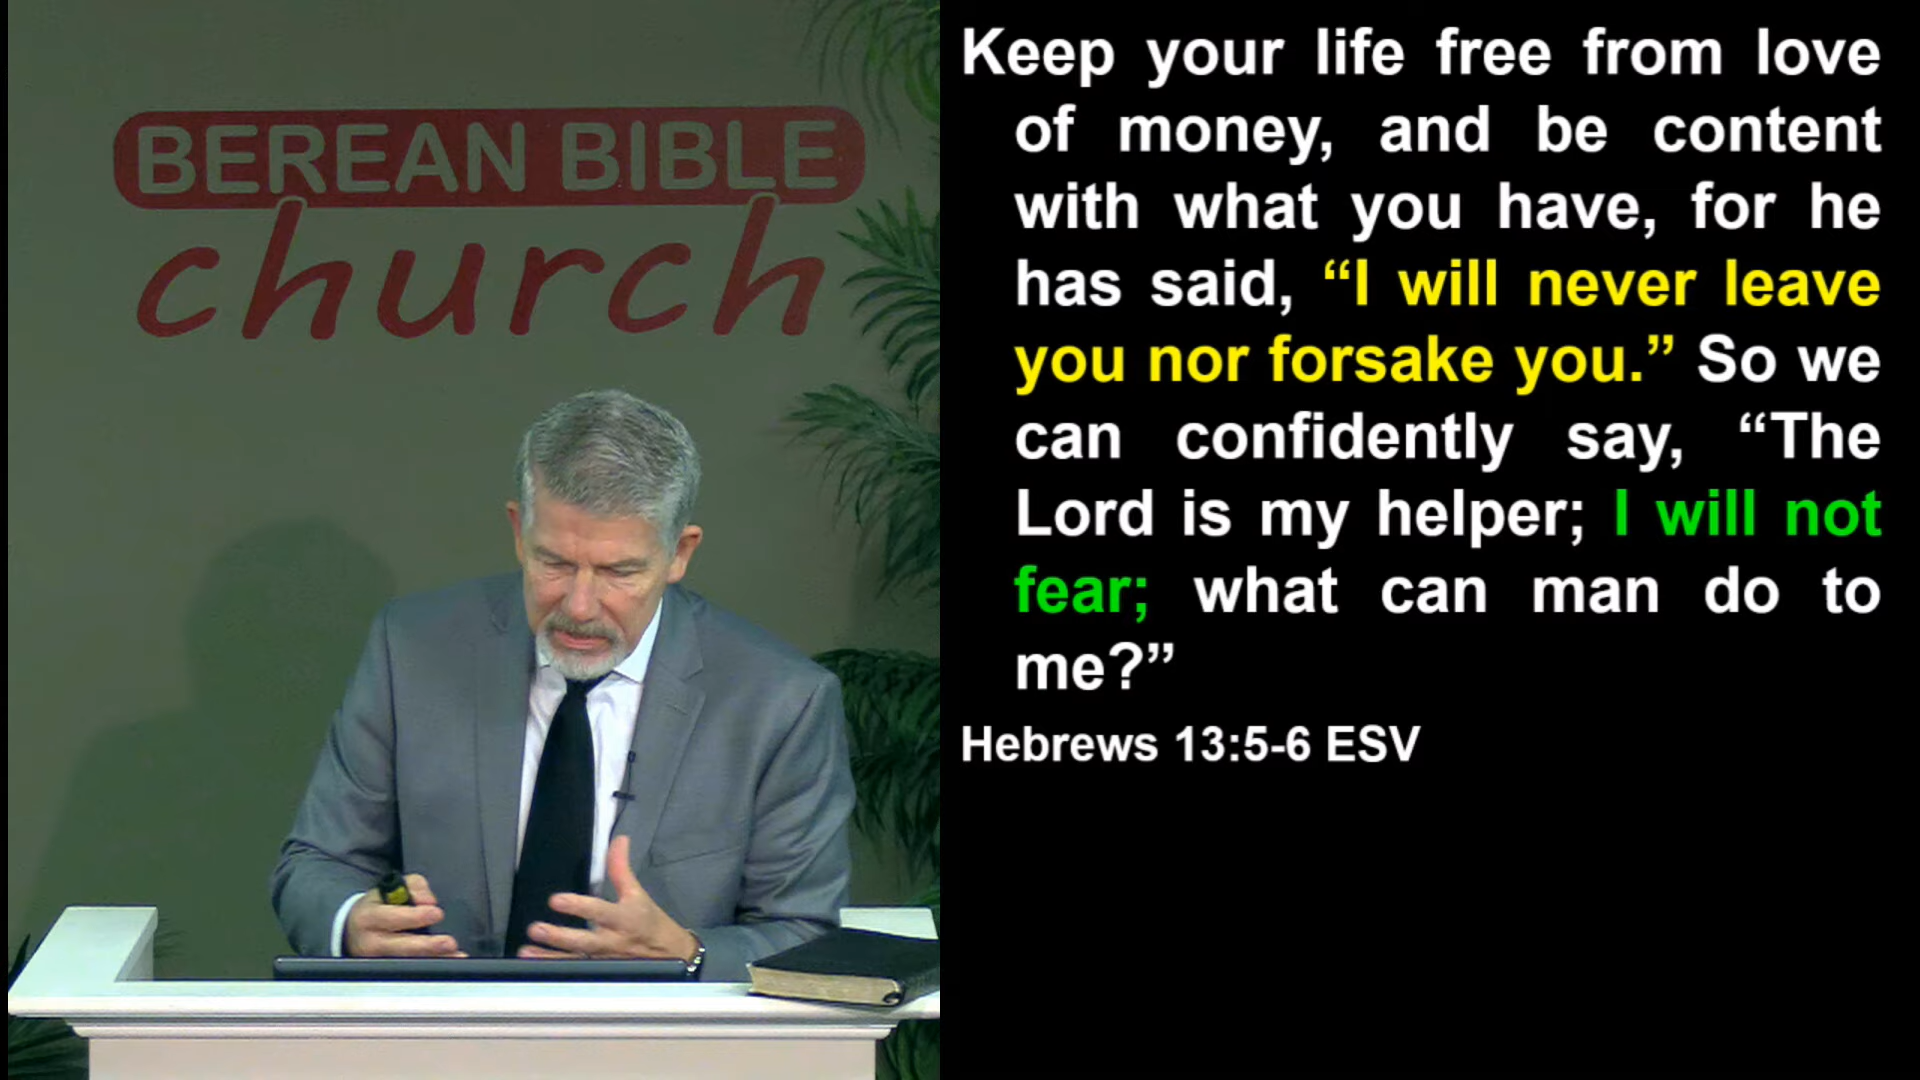 BEREAN BIBLE
church
Keep your life free from love
of money, and be content
with what you have, for he
has said, “I will never leave
you nor forsake you.” So we
can confidently say, “The
Lord is my helper; I will not
fear; what can man do to
me?”
Hebrews 13:5-6 ESV